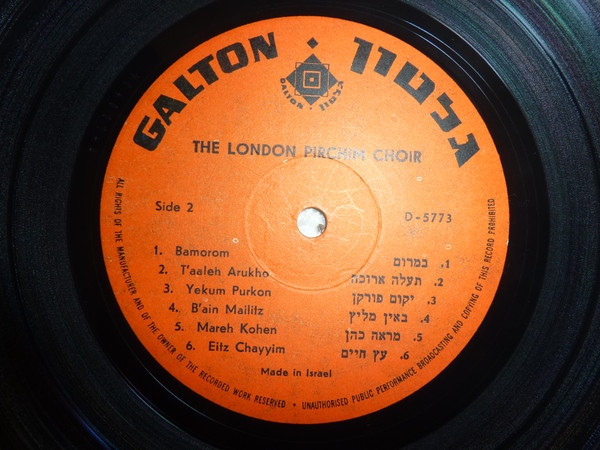 GALTON • גלטון
GALTON • גלטון
THE LONDON PIRCHIM CHOIR
Side 2
D-5773
1. Bamorom
1. במרום
2. T'aaleh Arukho
2. תעלה ארוכה
3. Yekum Purkon
3. יקום פורקן
4. B'ain Mailitz
4. באין מליץ
5. Mareh Kohen
5. מראה כהן
6. Eitz Chayyim
6. עץ חיים
Made in Israel
ALL RIGHTS OF THE MANUFACTURER AND OF THE OWNER OF THE RECORDED WORK RESERVED • UNAUTHORISED PUBLIC PERFORMANCE BROADCASTING AND COPYING OF THIS RECORD PROHIBITED